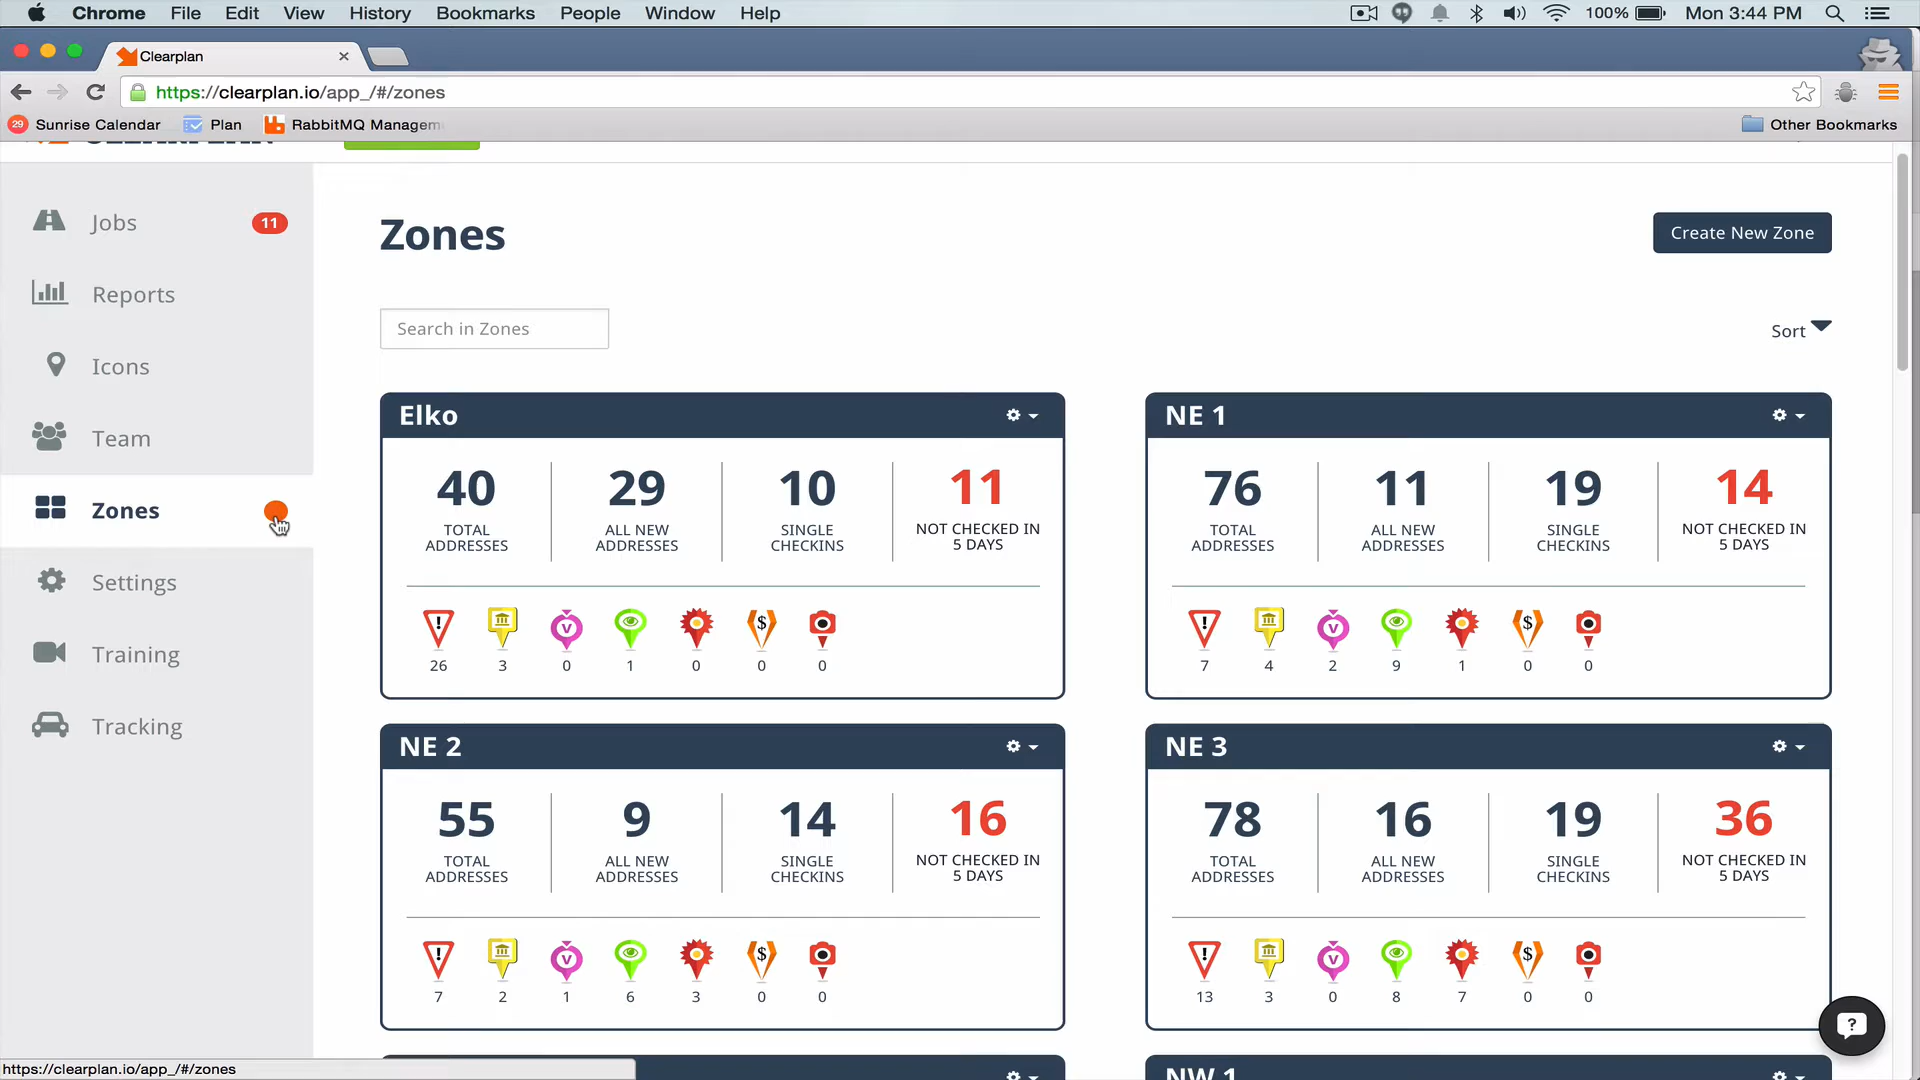 Chrome File Edit View History Bookmarks People Window Help 100% Mon 3:44 PM
Clearplan
https://clearplan.io/app_/#/zones
29 Sunrise Calendar Plan RabbitMQ Managem Other Bookmarks
Jobs 11
Reports
Icons
Team
Zones
Settings
Training
Tracking
Zones
Create New Zone
Search in Zones
Sort
Elko
40 29 10 11
TOTAL ADDRESSES ALL NEW ADDRESSES SINGLE CHECKINS NOT CHECKED IN 5 DAYS
! V $
26 3 0 1 0 0 0
NE 1
76 11 19 14
TOTAL ADDRESSES ALL NEW ADDRESSES SINGLE CHECKINS NOT CHECKED IN 5 DAYS
! V $
7 4 2 9 1 0 0
NE 2
55 9 14 16
TOTAL ADDRESSES ALL NEW ADDRESSES SINGLE CHECKINS NOT CHECKED IN 5 DAYS
! V $
7 2 1 6 3 0 0
NE 3
78 16 19 36
TOTAL ADDRESSES ALL NEW ADDRESSES SINGLE CHECKINS NOT CHECKED IN 5 DAYS
! V $
13 3 0 8 7 0 0
NW 1
?
https://clearplan.io/app_/#/zones